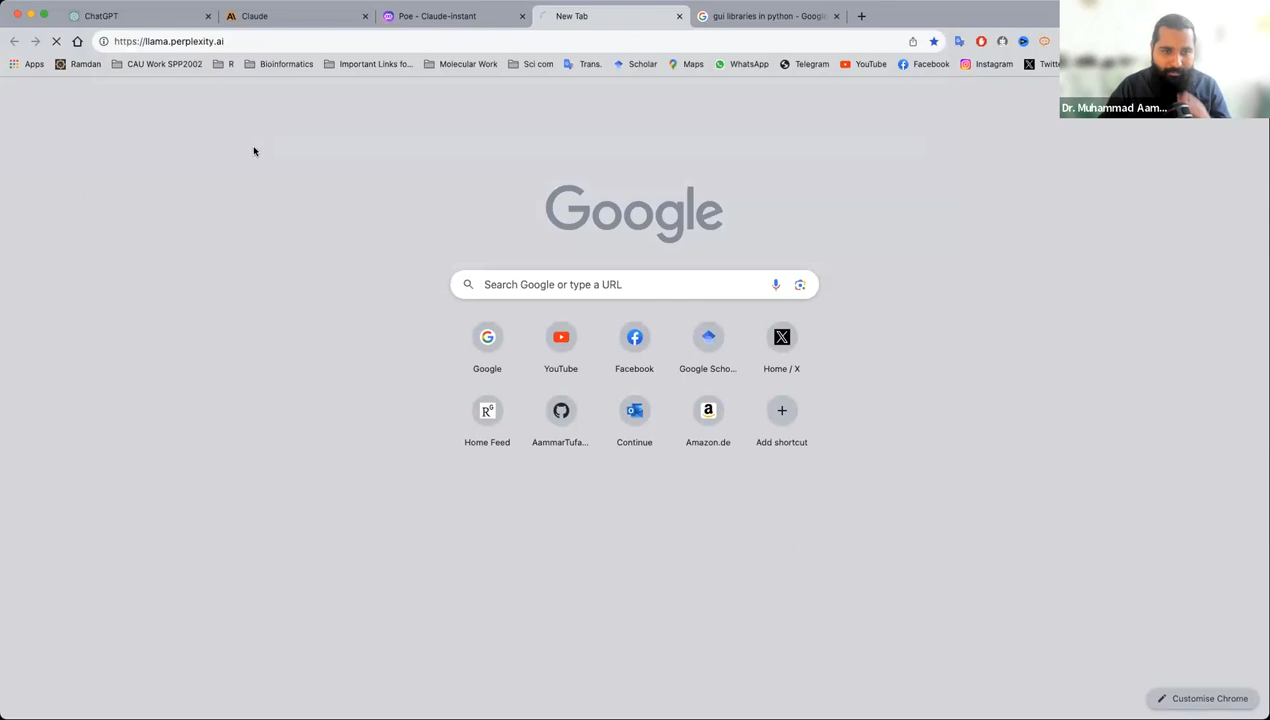 ChatGPT
Claude
Poe - Claude-instant
New Tab
gui libraries in python - Google
https://llama.perplexity.ai
Apps
Ramdan
CAU Work SPP2002
R
Bioinformatics
Important Links fo...
Molecular Work
Sci com
Trans.
Scholar
Maps
WhatsApp
Telegram
YouTube
Facebook
Instagram
Twitte
Dr. Muhammad Aam...
Google
Search Google or type a URL
Google
YouTube
Facebook
Google Scho...
Home / X
Home Feed
AammarTufa...
Continue
Amazon.de
Add shortcut
Customise Chrome